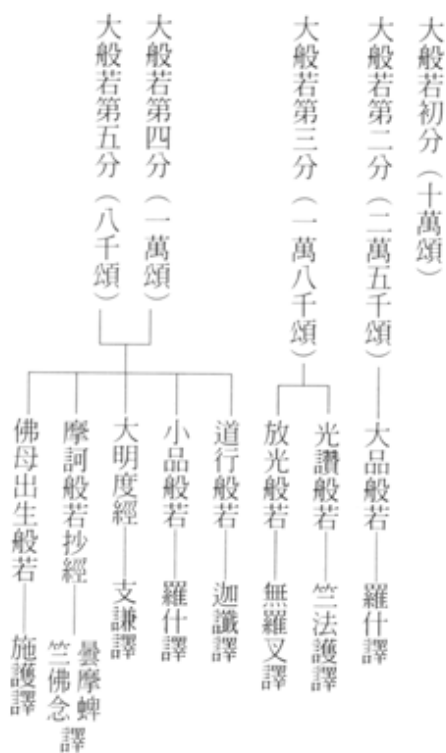 大般若初分（十萬頌）
大般若第二分（二萬五千頌）——大品般若——羅什譯
大般若第三分（一萬八千頌）
光讚般若——竺法護譯
放光般若——無羅叉譯
大般若第四分（一萬頌）
大般若第五分（八千頌）
道行般若——迦讖譯
小品般若——羅什譯
大明度經——支謙譯
摩訶般若抄經——曇摩蜱
竺佛念 譯
佛母出生般若——施護譯